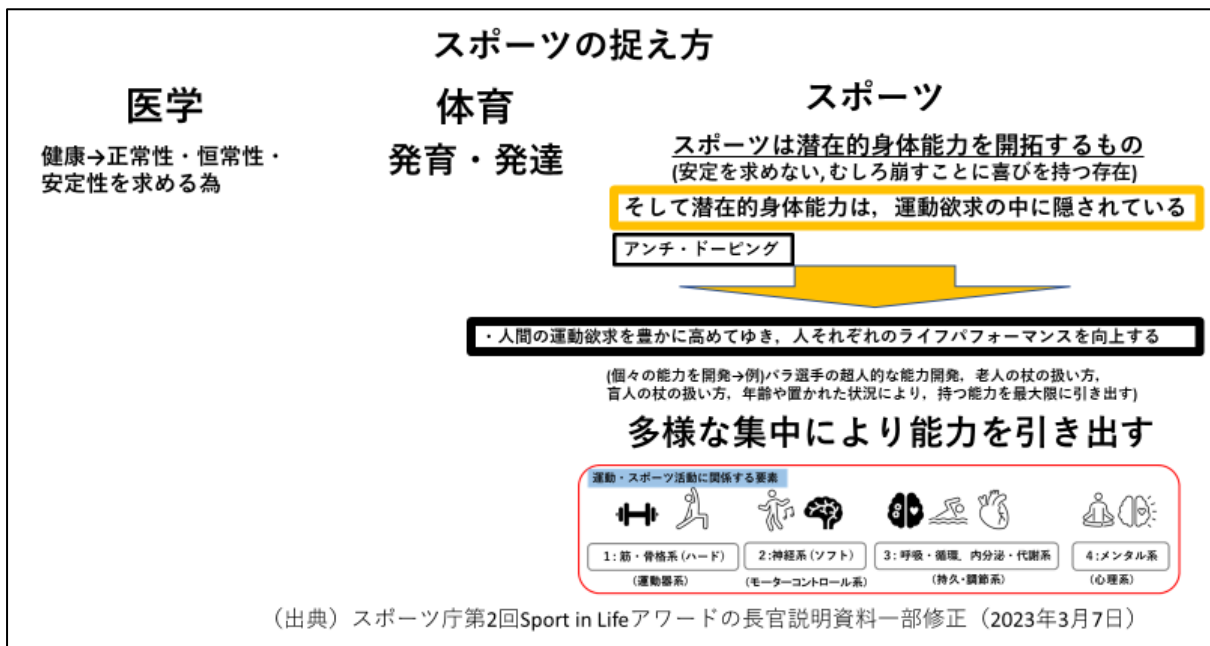 スポーツの捉え方
医学
健康→正常性・恒常性・
安定性を求める為
体育
発育・発達
スポーツ
スポーツは潜在的身体能力を開拓するもの
(安定を求めない,むしろ崩すことに喜びを持つ存在)
そして潜在的身体能力は，運動欲求の中に隠されている
アンチ・ドーピング
・人間の運動欲求を豊かに高めてゆき，人それぞれのライフパフォーマンスを向上する
(個々の能力を開発→例)パラ選手の超人的な能力開発，老人の杖の扱い方，
盲人の杖の扱い方，年齢や置かれた状況により，持つ能力を最大限に引き出す)
多様な集中により能力を引き出す
運動・スポーツ活動に関係する要素
1：筋・骨格系(ハード)
(運動器系)
2:神経系(ソフト)
(モーターコントロール系)
3：呼吸・循環，内分泌・代謝系
(持久・調節系)
4：メンタル系
(心理系)
（出典）スポーツ庁第2回Sport in Lifeアワードの長官説明資料一部修正（2023年3月7日）